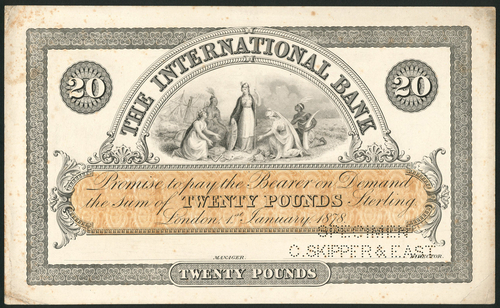 THE INTERNATIONAL BANK
20 20
Promise to pay the Bearer on Demand
the sum of TWENTY POUNDS Sterling
London, 1st January 1878
SPECIMEN
C. SKIPPER & EAST
MANAGER DIRECTOR
TWENTY POUNDS